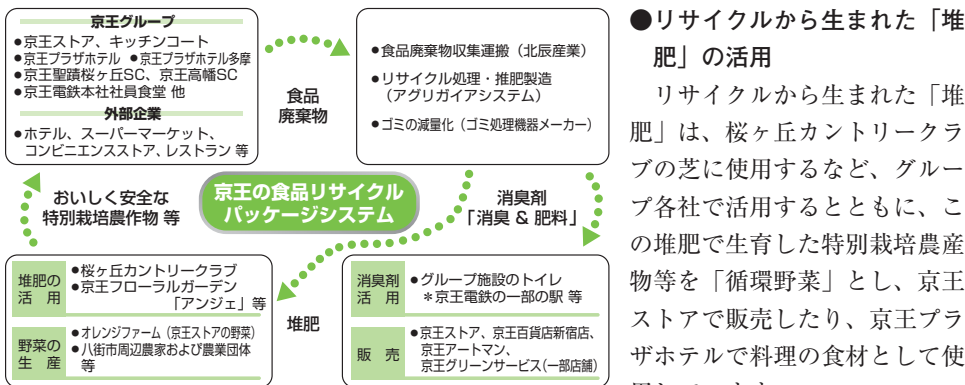 京王グループ
●京王ストア、キッチンコート
●京王プラザホテル ●京王プラザホテル多摩
●京王聖蹟桜ヶ丘SC、京王高幡SC
●京王電鉄本社社員食堂 他
外部企業
●ホテル、スーパーマーケット、
コンビニエンスストア、レストラン 等
食品
廃棄物
●食品廃棄物収集運搬（北辰産業）
●リサイクル処理・推肥製造
（アグリガイアシステム）
●ゴミの減量化（ゴミ処理機器メーカー）
おいしく安全な
特別栽培農作物 等
京王の食品リサイクル
パッケージシステム
消臭剤
「消臭 & 肥料」
堆肥の
活 用
●桜ヶ丘カントリークラブ
●京王フローラルガーデン
「アンジェ」等
野菜の
生 産
●オレンジファーム（京王ストアの野菜）
●八街市周辺農家および農業団体
等
堆肥
消臭剤
活 用
●グループ施設のトイレ
＊京王電鉄の一部の駅 等
販 売
●京王ストア、京王百貨店新宿店、
京王アートマン、
京王グリーンサービス（一部店舗）
●リサイクルから生まれた「堆
肥」の活用
リサイクルから生まれた「堆
肥」は、桜ヶ丘カントリークラ
ブの芝に使用するなど、グルー
プ各社で活用するとともに、こ
の堆肥で生育した特別栽培農産
物等を「循環野菜」とし、京王
ストアで販売したり、京王プラ
ザホテルで料理の食材として使